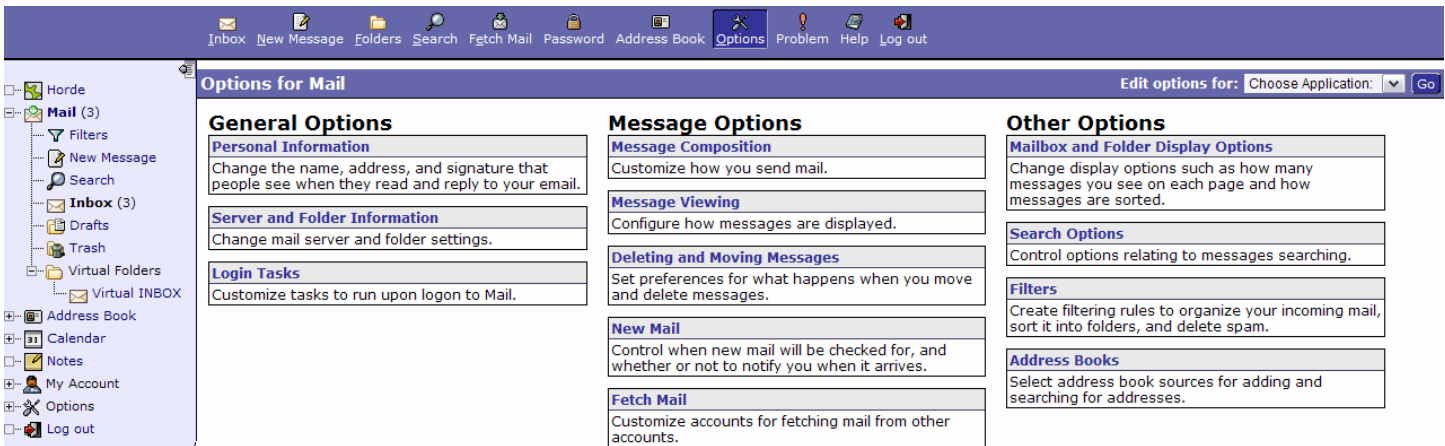 Inbox New Message Folders Search Fetch Mail Password Address Book Options Problem Help Log out
Horde
Mail (3)
Filters
New Message
Search
Inbox (3)
Drafts
Trash
Virtual Folders
Virtual INBOX
Address Book
Calendar
Notes
My Account
Options
Log out
Options for Mail
Edit options for: Choose Application: Go
General Options
Personal Information
Change the name, address, and signature that
people see when they read and reply to your email.
Server and Folder Information
Change mail server and folder settings.
Login Tasks
Customize tasks to run upon logon to Mail.
Message Options
Message Composition
Customize how you send mail.
Message Viewing
Configure how messages are displayed.
Deleting and Moving Messages
Set preferences for what happens when you move
and delete messages.
New Mail
Control when new mail will be checked for, and
whether or not to notify you when it arrives.
Fetch Mail
Customize accounts for fetching mail from other
accounts.
Other Options
Mailbox and Folder Display Options
Change display options such as how many
messages you see on each page and how
messages are sorted.
Search Options
Control options relating to messages searching.
Filters
Create filtering rules to organize your incoming mail,
sort it into folders, and delete spam.
Address Books
Select address book sources for adding and
searching for addresses.